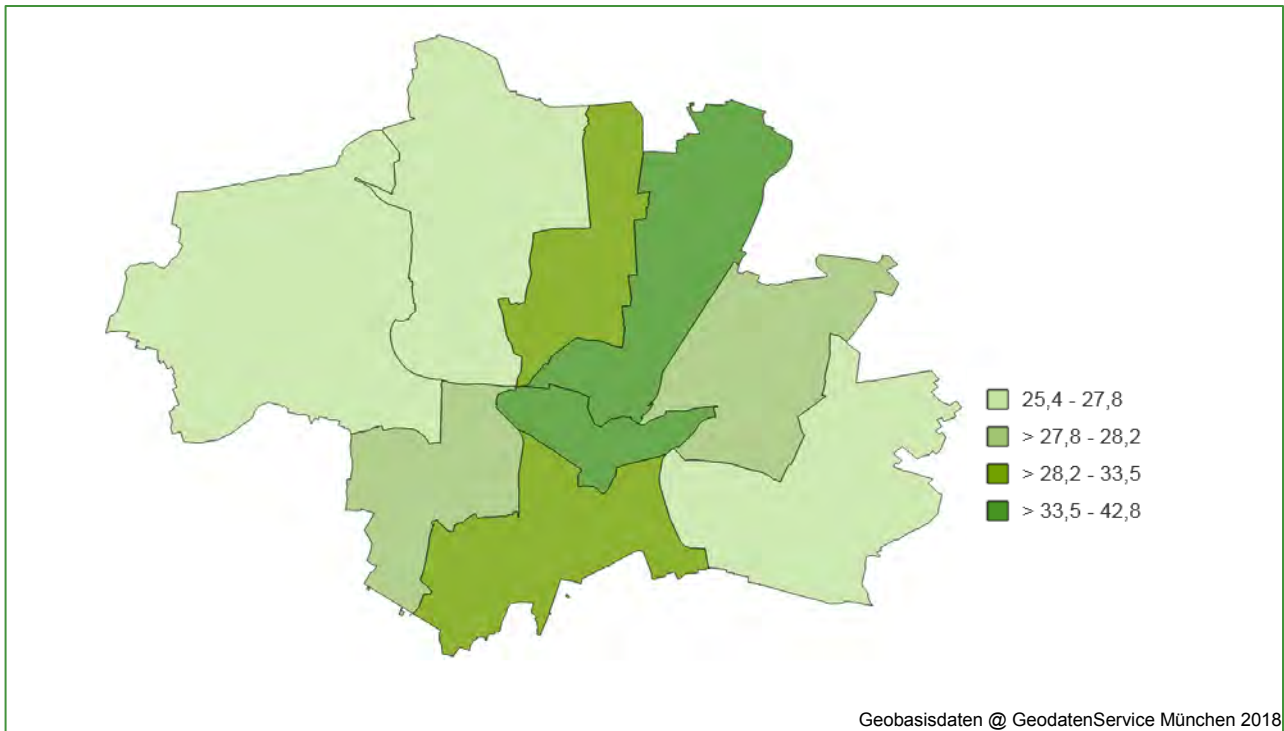 25,4 - 27,8
> 27,8 - 28,2
> 28,2 - 33,5
> 33,5 - 42,8
Geobasisdaten @ GeodatenService München 2018